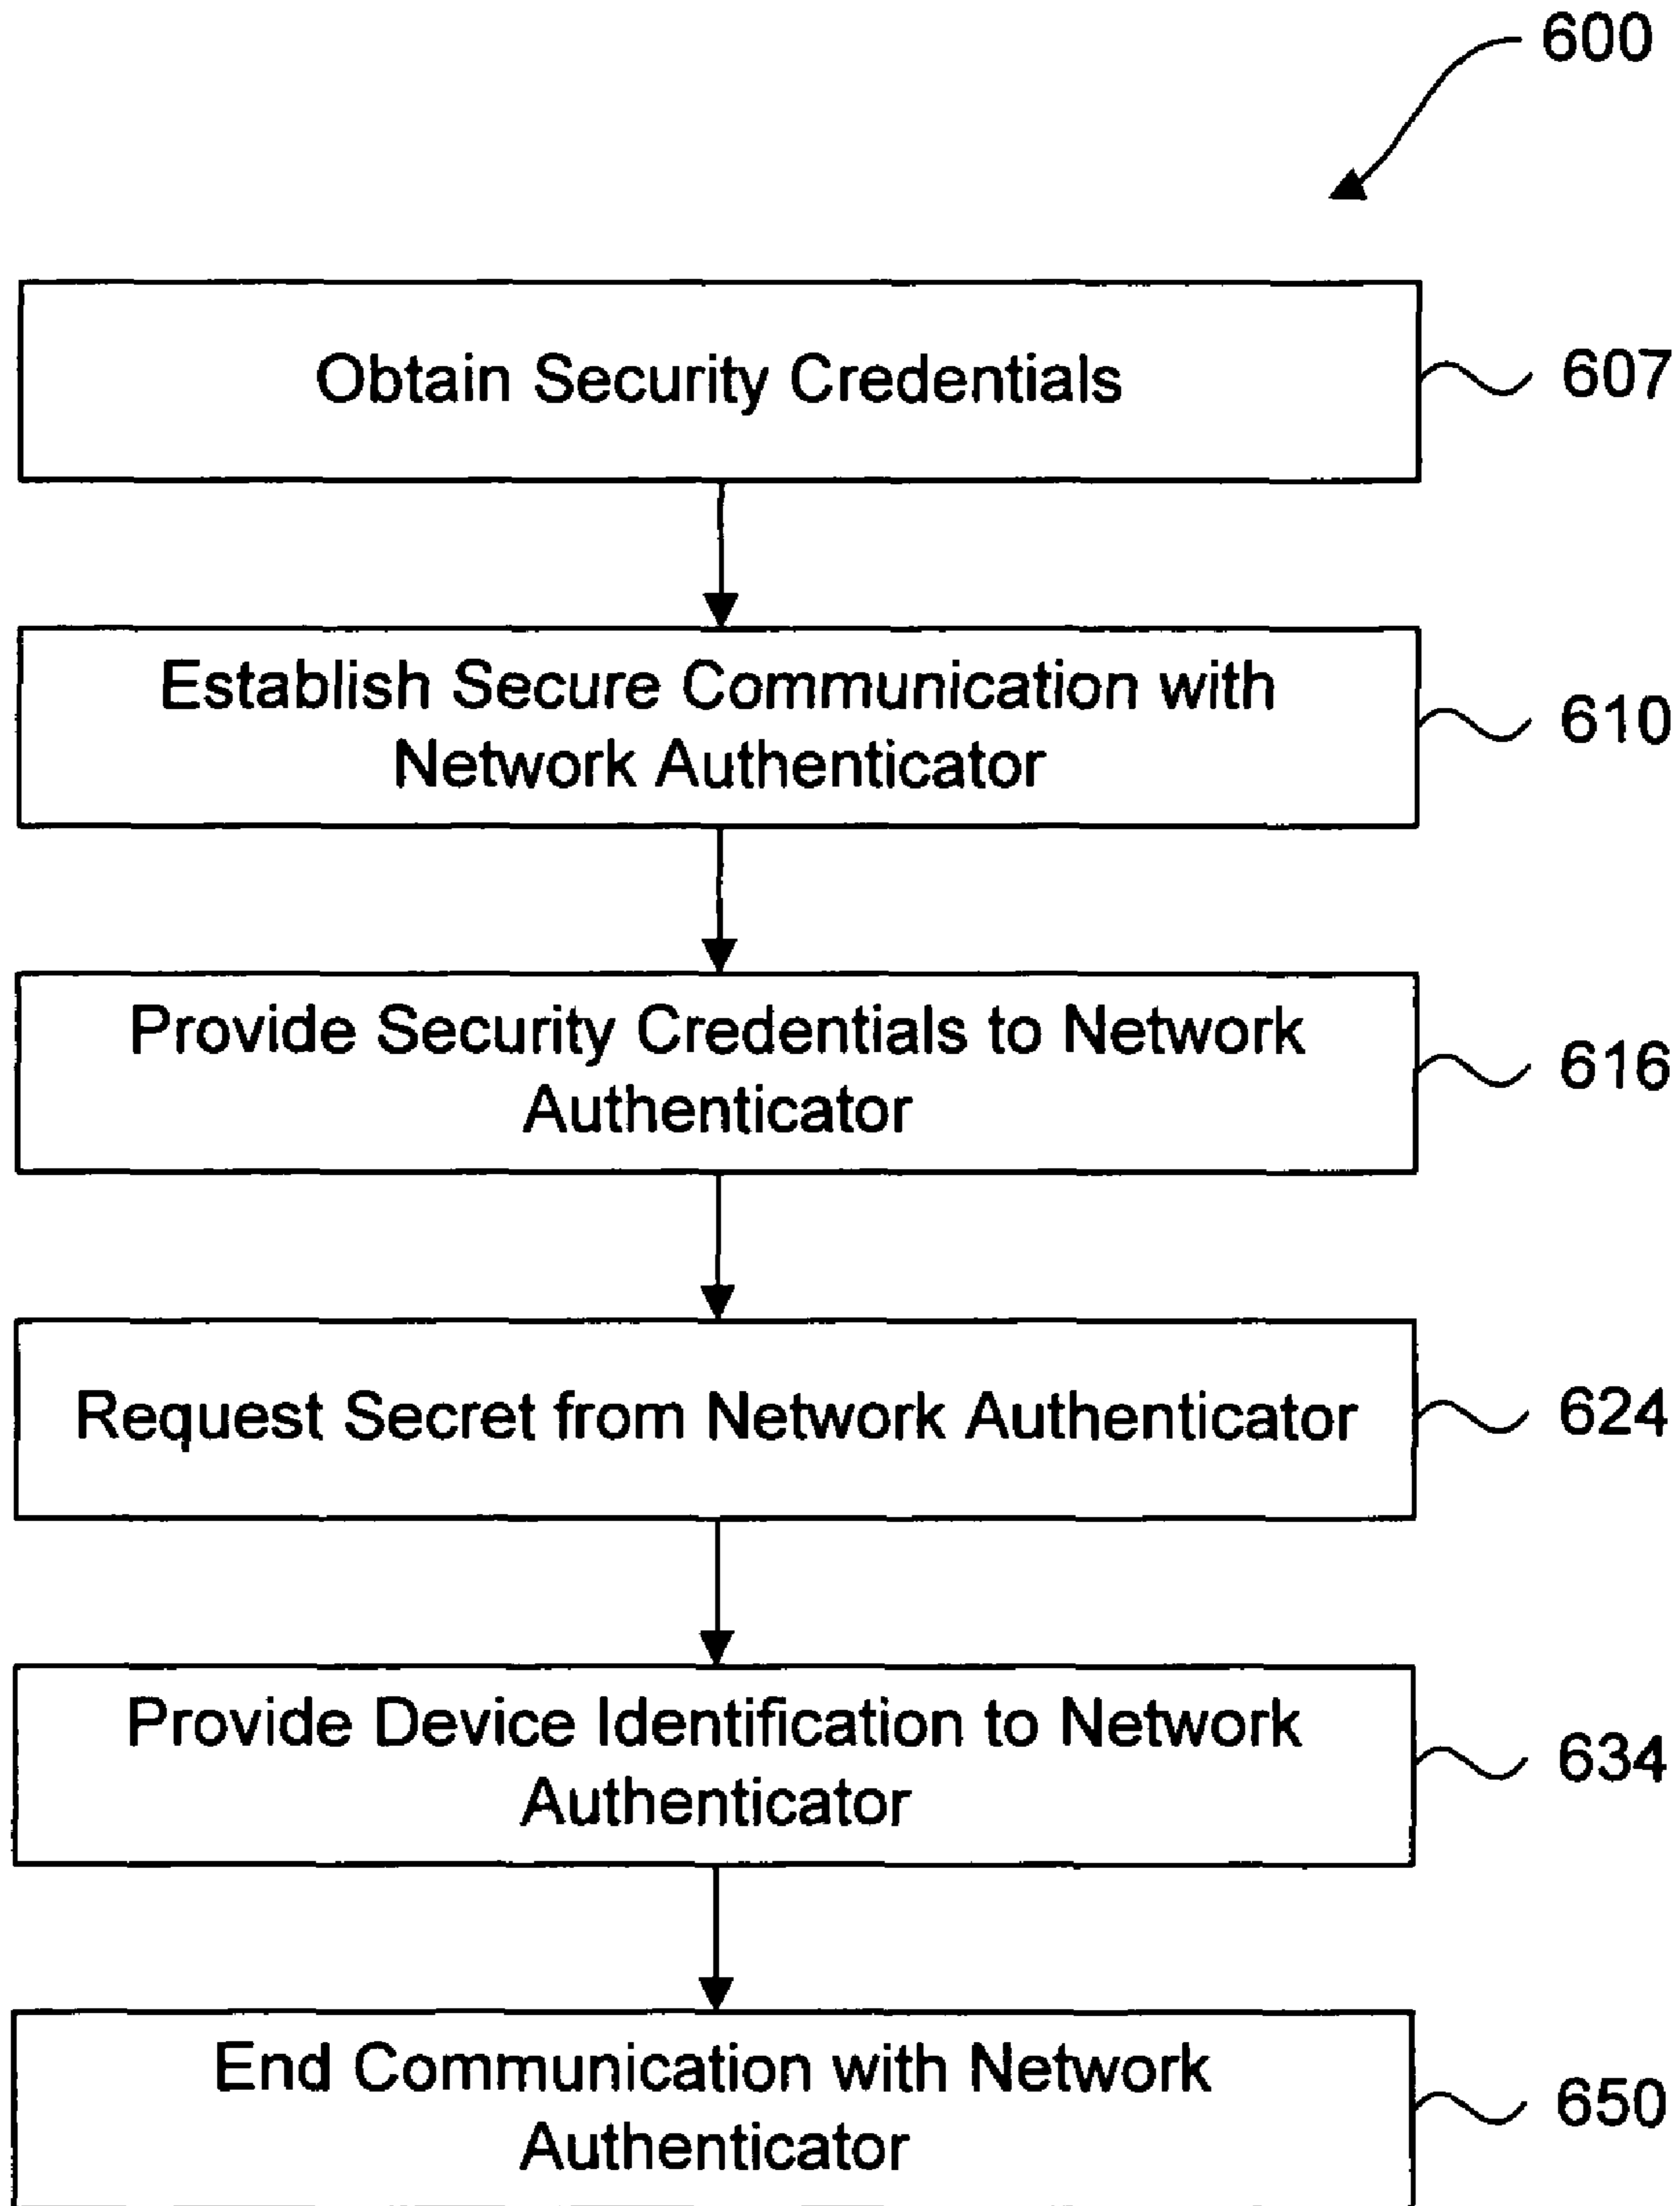 600
Obtain Security Credentials
607
Establish Secure Communication with
Network Authenticator
610
Provide Security Credentials to Network
Authenticator
616
Request Secret from Network Authenticator
624
Provide Device Identification to Network
Authenticator
634
End Communication with Network
Authenticator
650